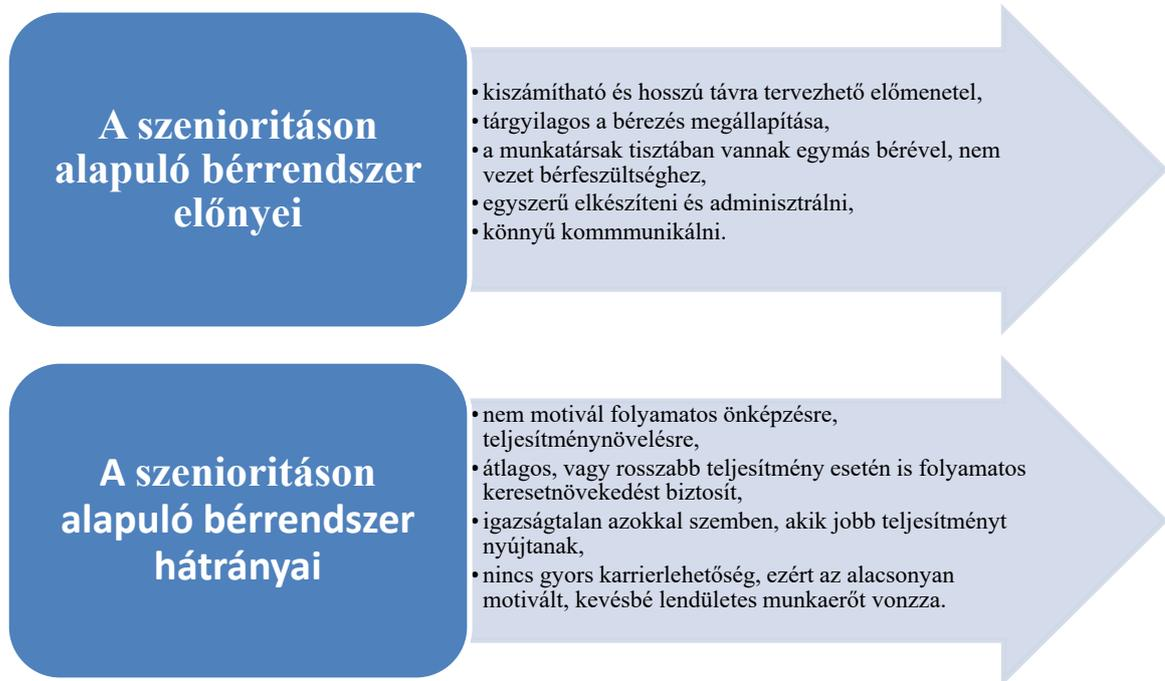 A szenioritáson
alapuló bérrendszer
előnyei
•kiszámítható és hosszú távra tervezhető előmenetel,
•tárgyilagos a bérezés megállapítása,
•a munkatársak tisztában vannak egymás bérével, nem
vezet bérfeszültséghez,
•egyszerű elkészíteni és adminisztrálni,
•könnyű kommmunikálni.
A szenioritáson
alapuló bérrendszer
hátrányai
•nem motivál folyamatos önképzésre,
teljesítménynövelésre,
•átlagos, vagy rosszabb teljesítmény esetén is folyamatos
keresetnövekedést biztosít,
•igazságtalan azokkal szemben, akik jobb teljesítményt
nyújtanak,
•nincs gyors karrierlehetőség, ezért az alacsonyan
motivált, kevésbé lendületes munkaerőt vonzza.